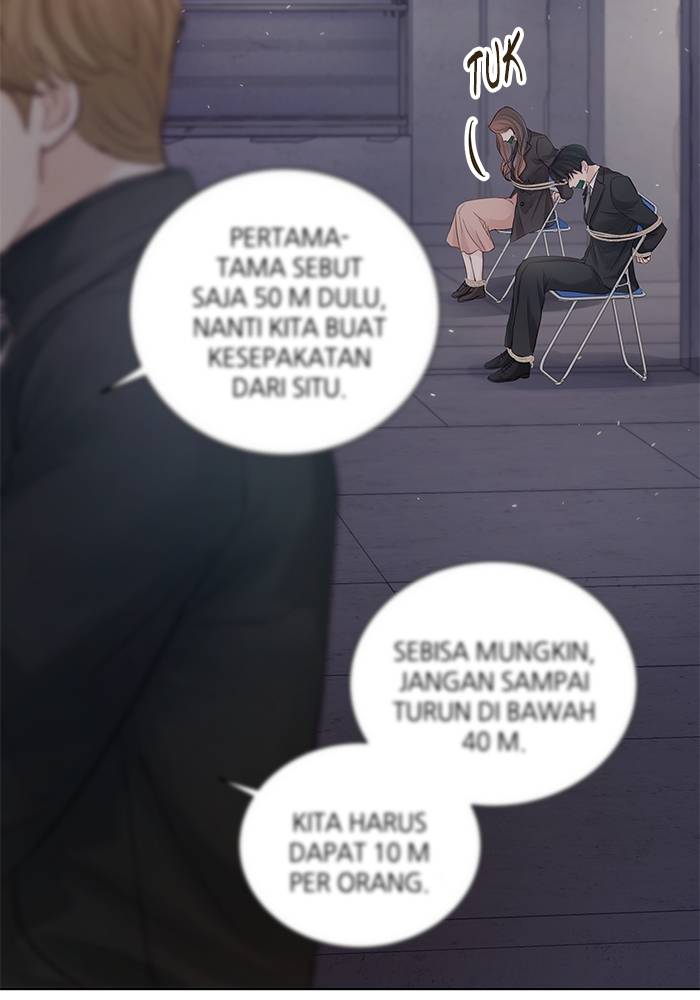 TUK
PERTAMA-
TAMA SEBUT
SAJA 50 M DULU,
NANTI KITA BUAT
KESEPAKATAN
DARI SITU.
SEBISA MUNGKIN,
JANGAN SAMPAI
TURUN DI BAWAH
40 M.
KITA HARUS
DAPAT 10 M
PER ORANG.